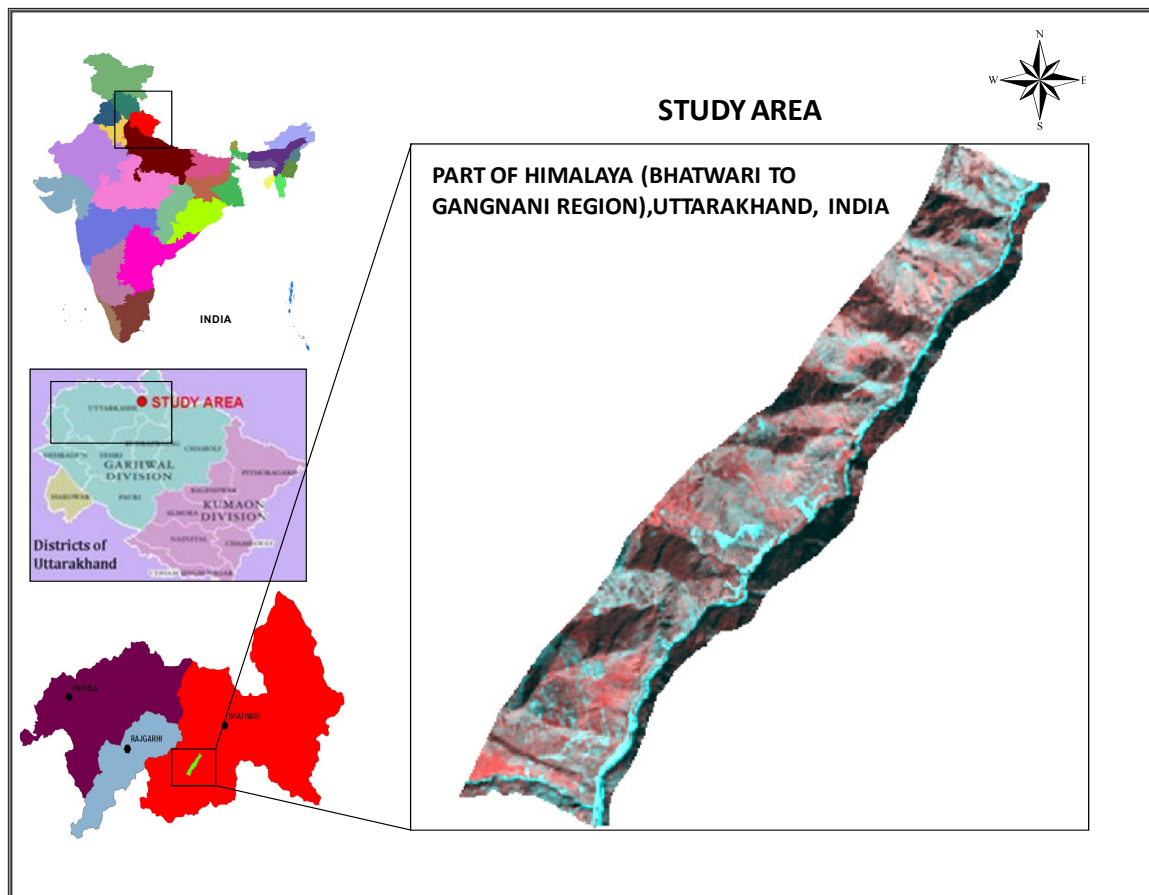 N
W
E
S
STUDY AREA
PART OF HIMALAYA (BHATWARI TO
GANGNANI REGION),UTTARAKHAND, INDIA
INDIA
UTTARKASHI
STUDY AREA
CHAMOLI
TEHRI
GARHWAL
DIVISION
PITHORAGARH
HARIDWAR
PAURI
BAGESHWAR
KUMAON
DIVISION
ALMORA
NAINITAL
Districts of
Uttarakhand
PUROLA
BHATWARI
RAJGARHI